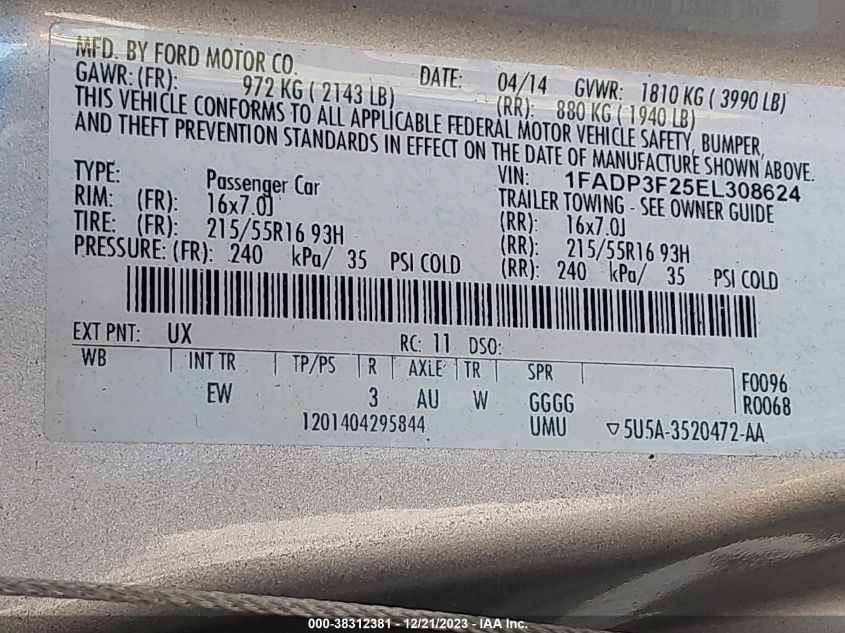 MFD. BY FORD MOTOR CO.
DATE: 04/14 GVWR: 1810 KG ( 3990 LB)
GAWR: (FR): 972 KG ( 2143 LB) (RR): 880 KG ( 1940 LB)
THIS VEHICLE CONFORMS TO ALL APPLICABLE FEDERAL MOTOR VEHICLE SAFETY, BUMPER,
AND THEFT PREVENTION STANDARDS IN EFFECT ON THE DATE OF MANUFACTURE SHOWN ABOVE.
VIN: 1FADP3F25EL308624
TYPE: Passenger Car TRAILER TOWING - SEE OWNER GUIDE
RIM: (FR): 16x7.0J (RR): 16x7.0J
TIRE: (FR): 215/55R16 93H (RR): 215/55R16 93H
PRESSURE: (FR): 240 kPa/ 35 PSI COLD (RR): 240 kPa/ 35 PSI COLD
EXT PNT: UX RC: 11 DSO:
WB INT TR TP/PS R AXLE TR SPR F0096
EW 3 AU W GGGG R0068
1201404295844 UMU ▽5U5A-3520472-AA
000-38312381 - 12/21/2023 - IAA Inc.